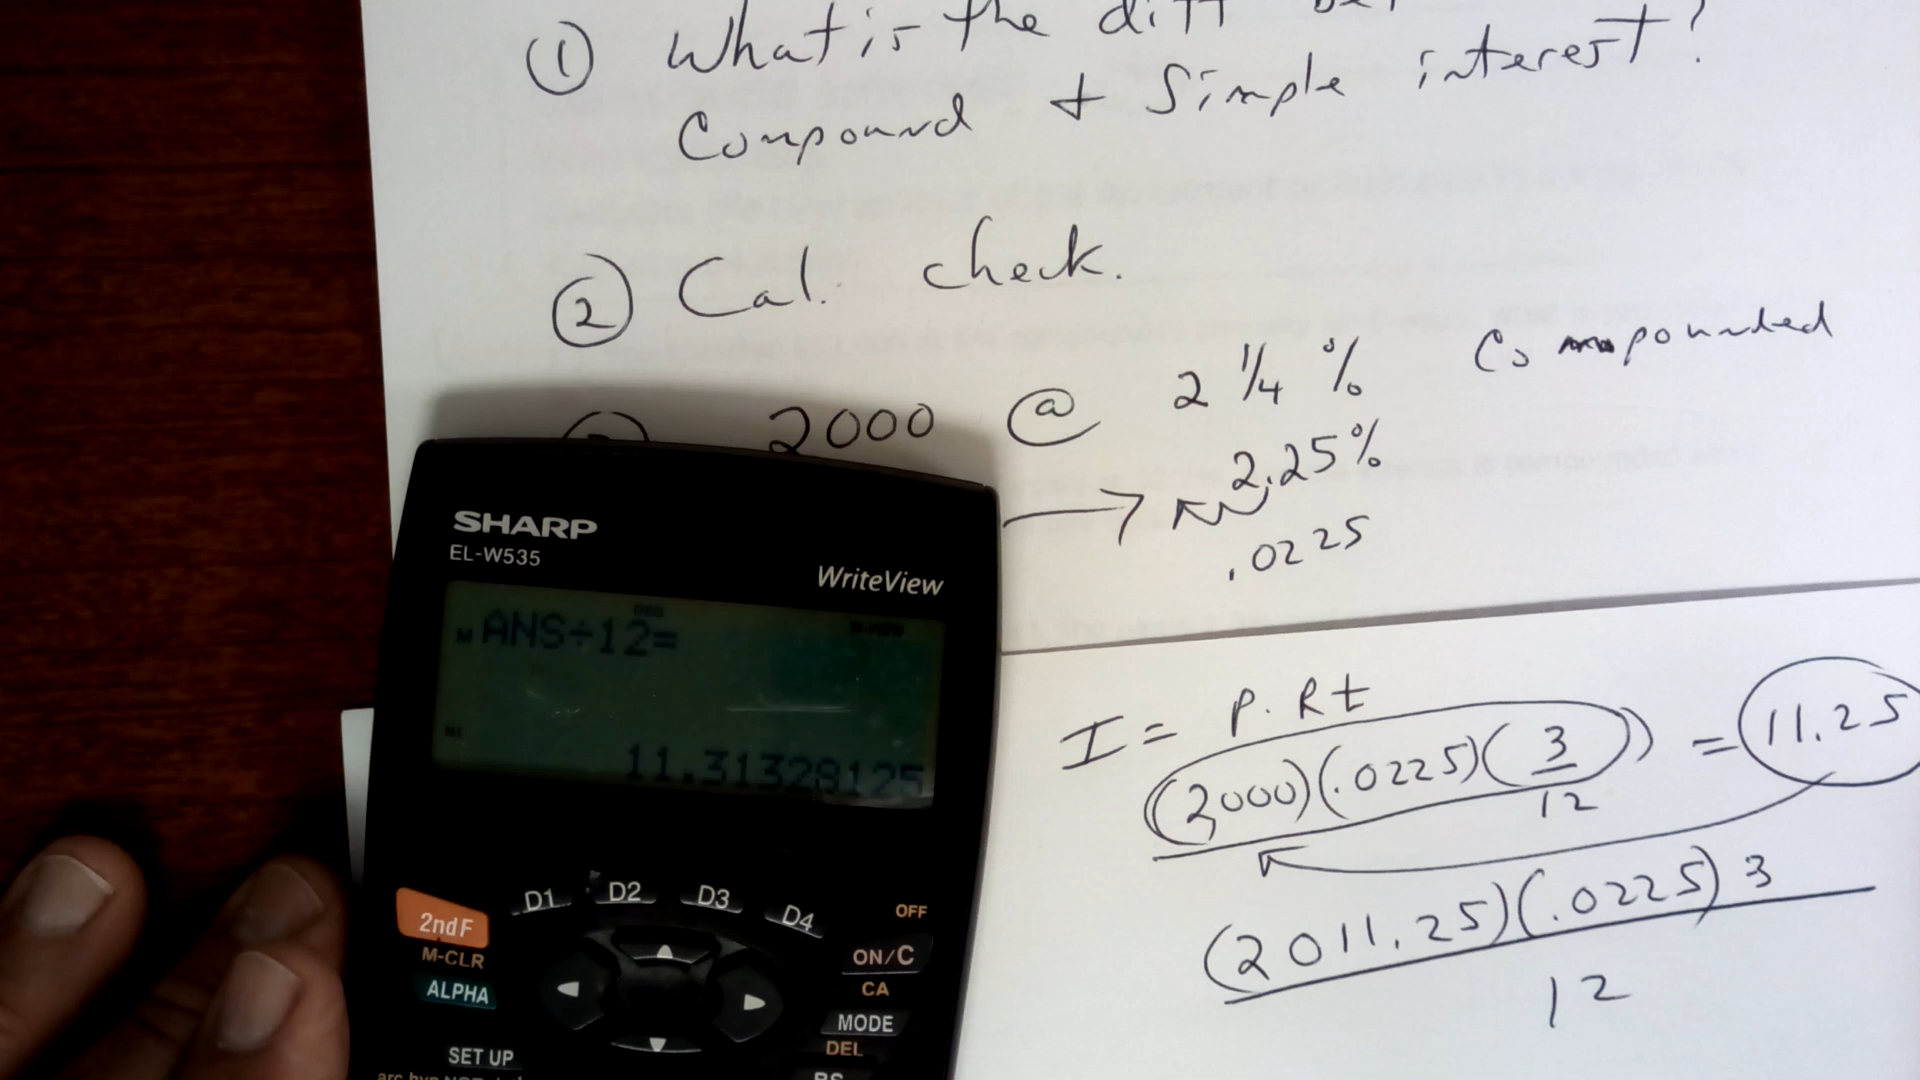 ① What is the diff
Compound + Simple interest?
② Cal. check.
2000 @ 2 1/4 % Compounded
2.25%
.0225
SHARP
EL-W535
WriteView
M ANS÷12=
11.31328125
D1 D2 D3 D4
OFF
2ndF
ON/C
M-CLR
CA
ALPHA
MODE
DEL
SET UP
BS
I = P. Rt
(2000)(.0225)(3/12) = 11.25
(2011.25)(.0225) 3
12